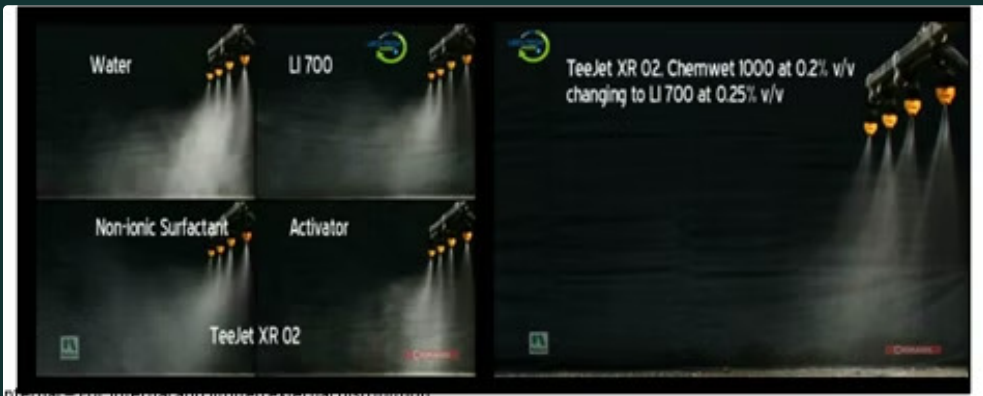 Water
LI 700
Non-ionic Surfactant
Activator
TeeJet XR 02
TeeJet XR 02, Chemwet 1000 at 0.2% v/v
changing to LI 700 at 0.25% v/v